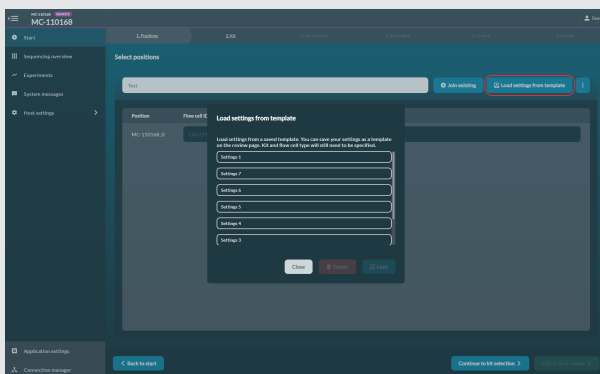 MC-110168 REMOTE
MC-110168
Start
1. Positions
2. Kit
Sequencing overview
Select positions
Experiments
Test
Join existing
Load settings from template
System messages
Host settings
Position
Flow cell ID
MC-110168_0
Load settings from template
Load settings from a saved template. You can save your settings as a template
on the review page. Kit and flow cell type will still need to be specified.
Settings 1
Settings 7
Settings 6
Settings 5
Settings 4
Settings 3
Close
Delete
Load
Application settings
Connection manager
Back to start
Continue to kit selection